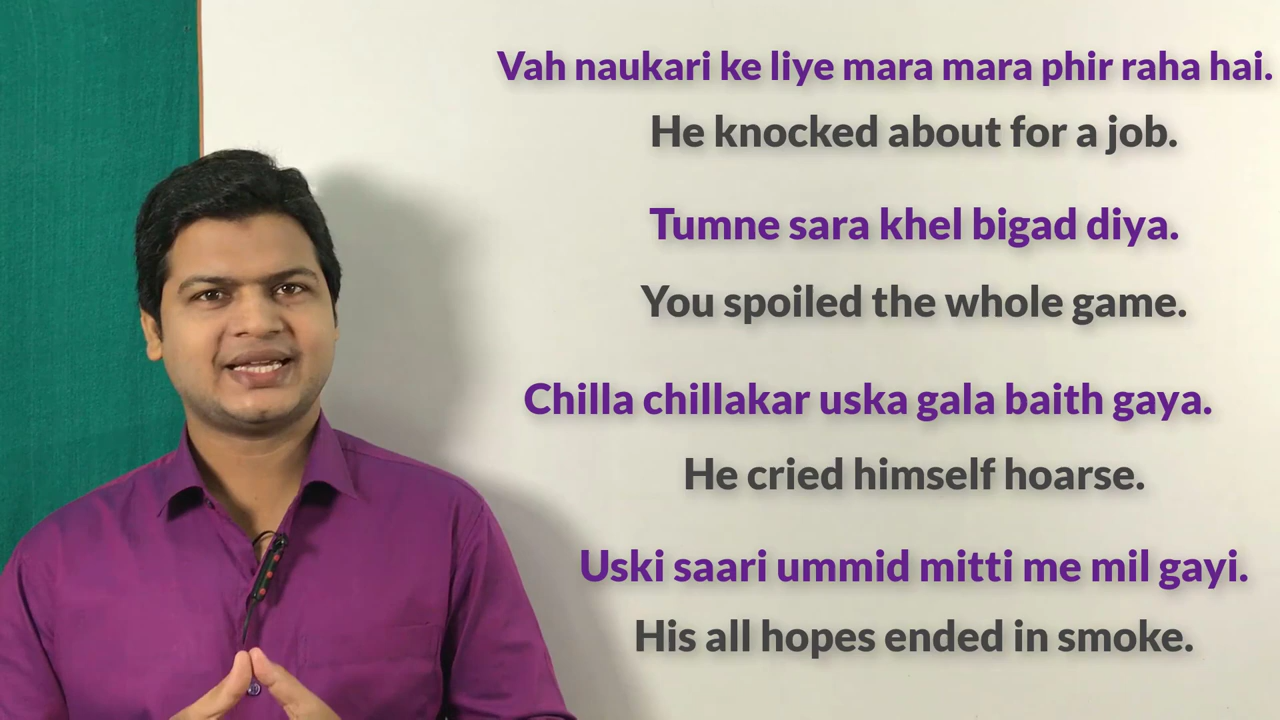 Vah naukari ke liye mara mara phir raha hai.
He knocked about for a job.
Tumne sara khel bigad diya.
You spoiled the whole game.
Chilla chillakar uska gala baith gaya.
He cried himself hoarse.
Uski saari ummid mitti me mil gayi.
His all hopes ended in smoke.